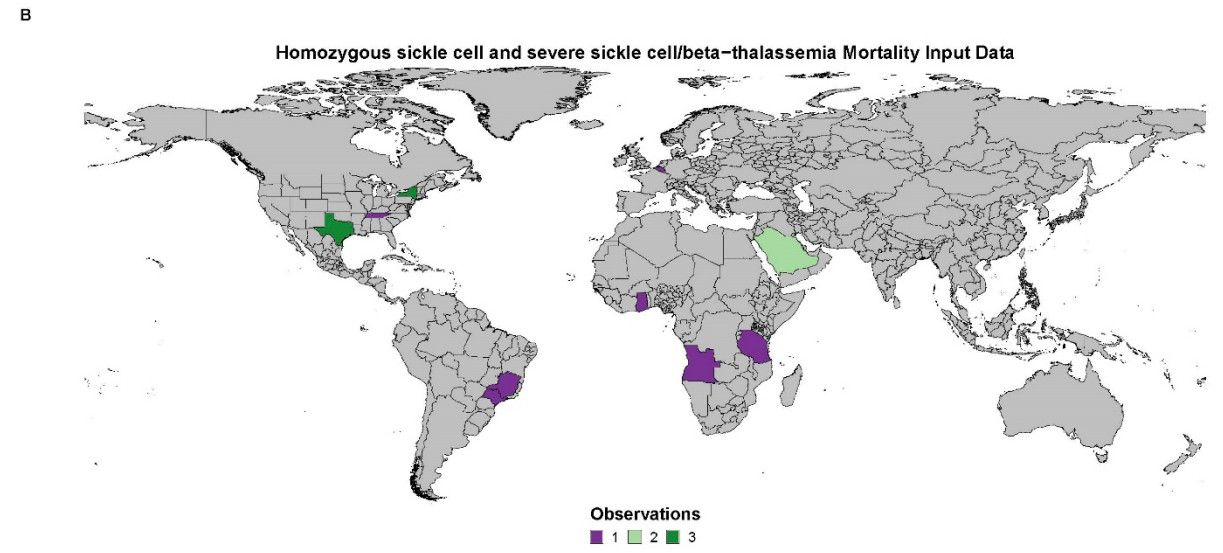 B
Homozygous sickle cell and severe sickle cell/beta−thalassemia Mortality Input Data
Observations
1 2 3